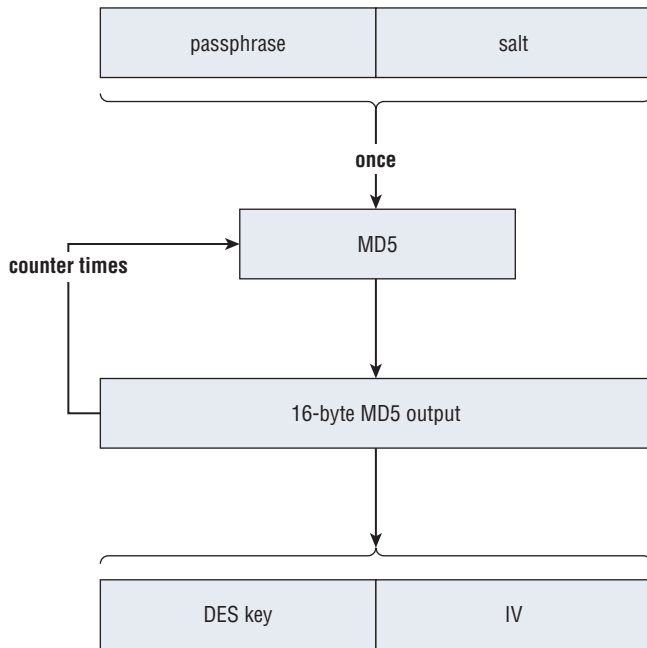 passphrase salt
once
MD5
counter times
16-byte MD5 output
DES key IV